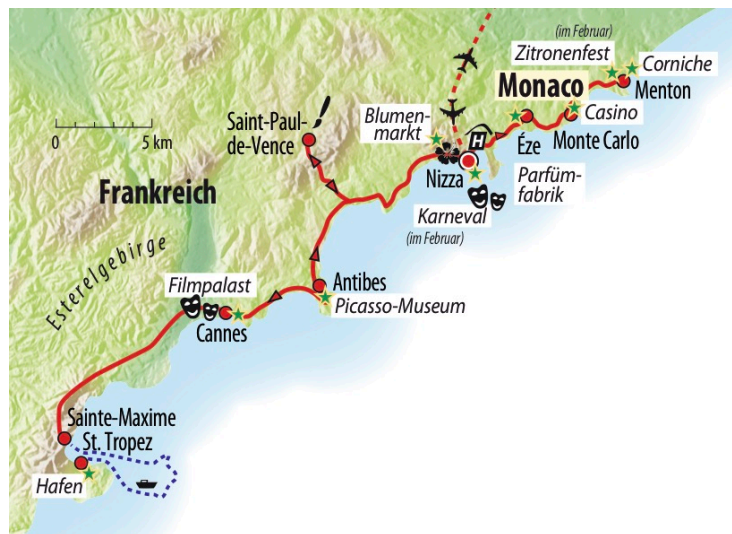 (im Februar)
Zitronenfest
Corniche
Monaco
Menton
Casino
Blumen-
markt
H
Éze
Monte Carlo
Saint-Paul-
de-Vence
0
5 km
Nizza
Parfüm-
fabrik
Frankreich
Karneval
(im Februar)
Esterelgebirge
Filmpalast
Antibes
Picasso-Museum
Cannes
Sainte-Maxime
St. Tropez
Hafen